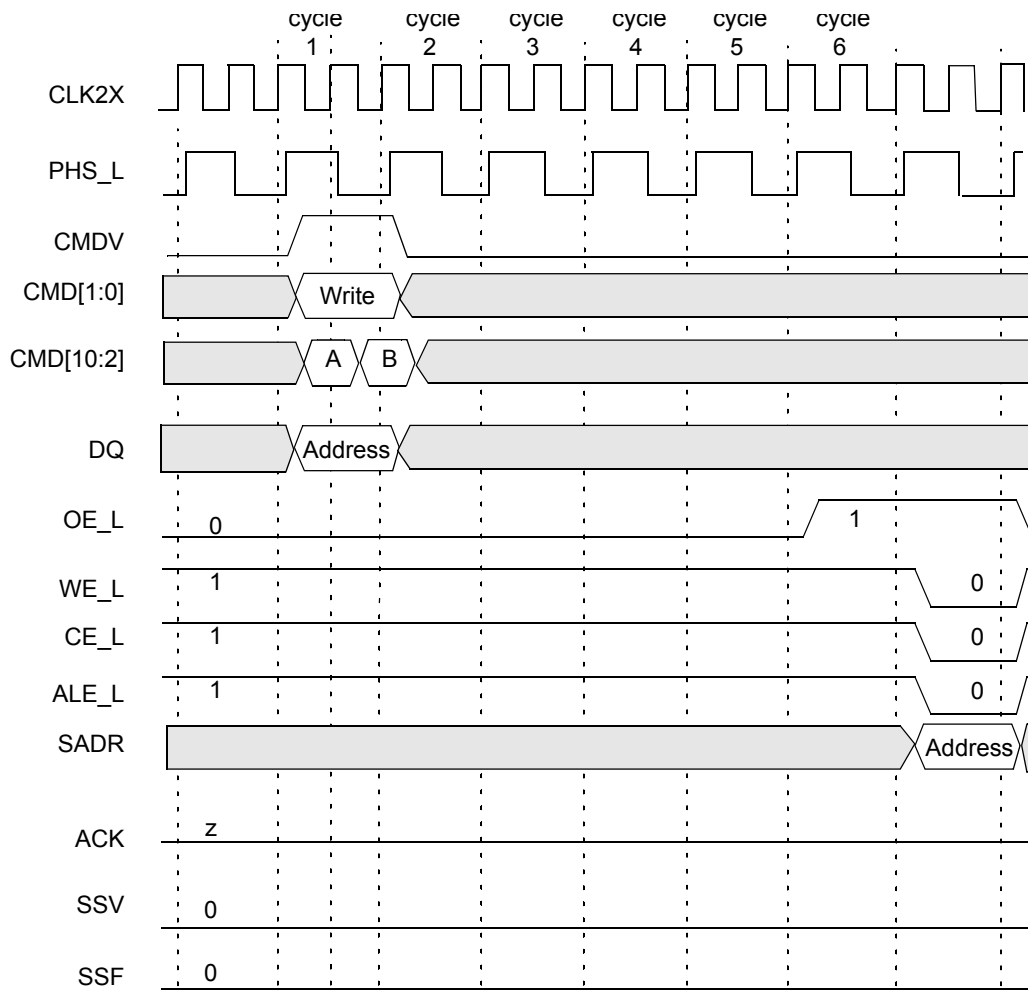 cycle cycle cycle cycle cycle cycle
1 2 3 4 5 6
CLK2X
PHS_L
CMDV
CMD[1:0] Write
CMD[10:2] A B
DQ Address
OE_L 0 1
WE_L 1 0
CE_L 1 0
ALE_L 1 0
SADR Address
ACK z
SSV 0
SSF 0